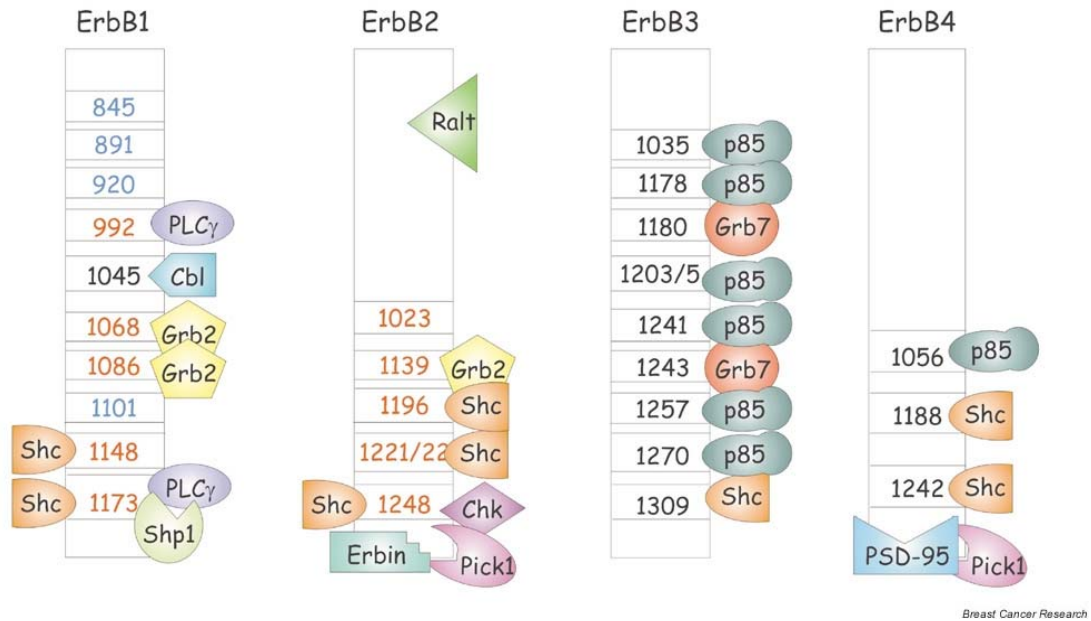 ErbB1 ErbB2 ErbB3 ErbB4
845
891
920
992 PLCγ
1045 Cbl
1068 Grb2
1086 Grb2
1101
Shc 1148
Shc 1173 PLCγ
Shp1
Ralt
1023
1139 Grb2
1196 Shc
1221/22 Shc
Shc 1248 Chk
Erbin Pick1
1035 p85
1178 p85
1180 Grb7
1203/5 p85
1241 p85
1243 Grb7
1257 p85
1270 p85
1309 Shc
1056 p85
1188 Shc
1242 Shc
PSD-95 Pick1
Breast Cancer Research